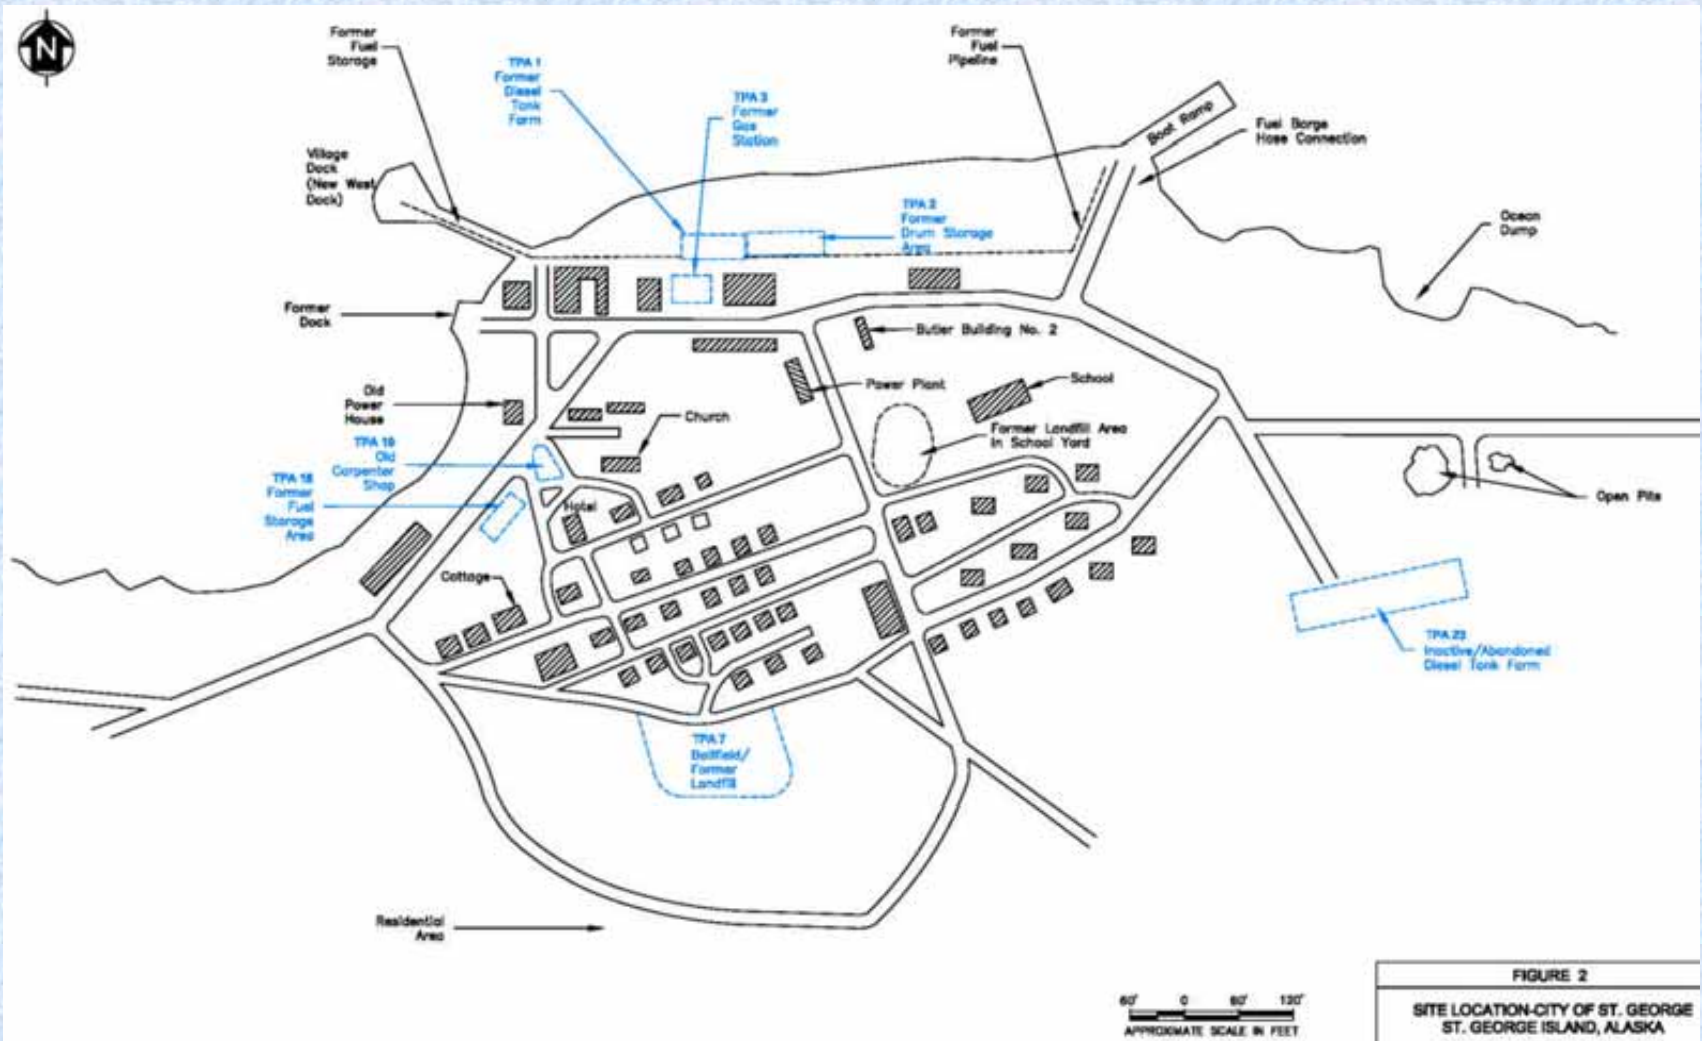 N
Former
Fuel
Storage
TPA 1
Former
Diesel
Tank
Farm
TPA 3
Former
Gas
Station
Former
Fuel
Pipeline
Boat Ramp
Fuel Barge
Hose Connection
Village
Dock
(New West
Dock)
TPA 2
Former
Drum Storage
Area
Ocean
Dump
Former
Dock
Butler Building No. 2
Old
Power
House
Power Plant
School
Church
Former Landfill Area
In School Yard
TPA 19
Old
Carpenter
Shop
TPA 18
Former
Fuel
Storage
Area
Hotel
Open Pits
Cottage
TPA 23
Inactive/Abandoned
Diesel Tank Farm
TPA 7
Ballfield/
Former
Landfill
Residential
Area
60' 0 60' 120'
APPROXIMATE SCALE IN FEET
FIGURE 2
SITE LOCATION-CITY OF ST. GEORGE
ST. GEORGE ISLAND, ALASKA